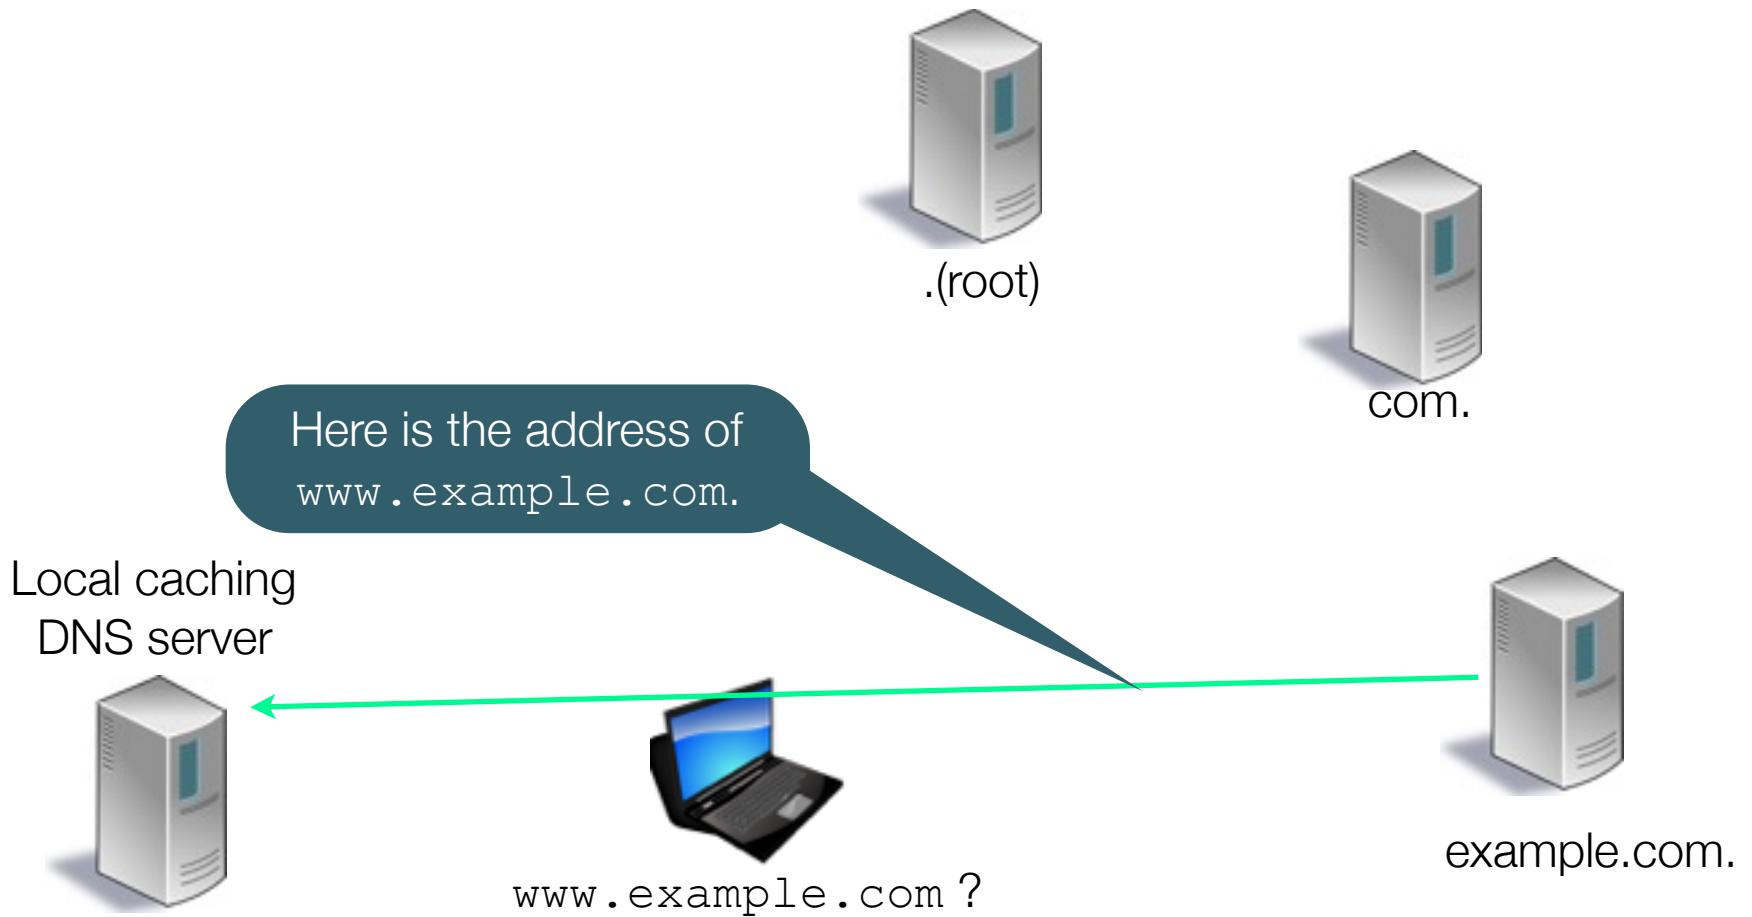 .(root)
com.
Here is the address of
www.example.com.
Local caching
DNS server
example.com.
www.example.com ?